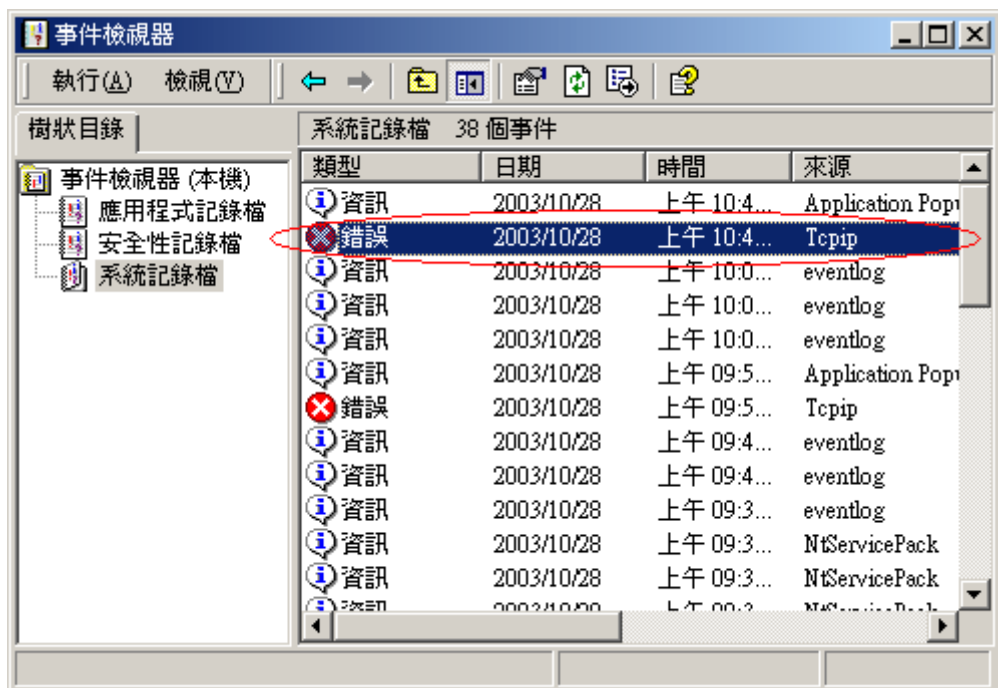 事件檢視器
執行(A) 檢視(V)
樹狀目錄
系統記錄檔 38 個事件
事件檢視器 (本機)
應用程式記錄檔
安全性記錄檔
系統記錄檔
類型 日期 時間 來源
資訊 2003/10/28 上午 10:4... Application Popu
錯誤 2003/10/28 上午 10:4... Tcpip
資訊 2003/10/28 上午 10:0... eventlog
資訊 2003/10/28 上午 10:0... eventlog
資訊 2003/10/28 上午 10:0... eventlog
資訊 2003/10/28 上午 09:5... Application Popu
錯誤 2003/10/28 上午 09:5... Tcpip
資訊 2003/10/28 上午 09:4... eventlog
資訊 2003/10/28 上午 09:4... eventlog
資訊 2003/10/28 上午 09:3... eventlog
資訊 2003/10/28 上午 09:3... NtServicePack
資訊 2003/10/28 上午 09:3... NtServicePack